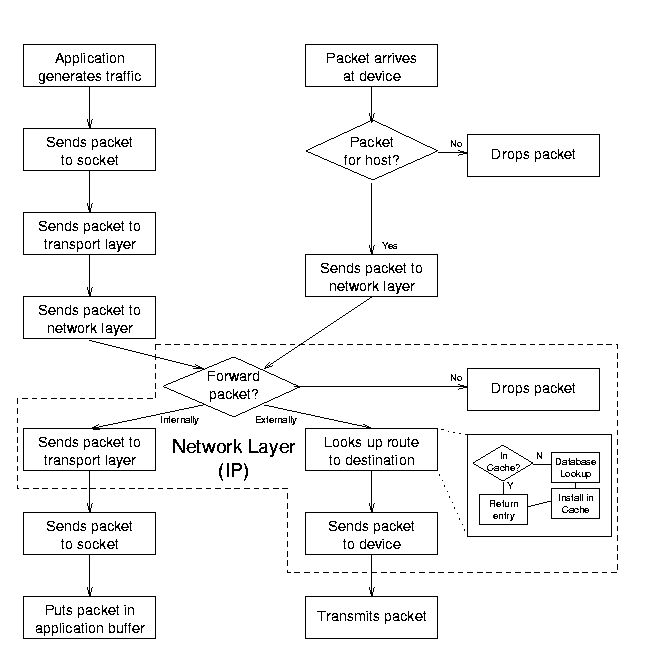 Application
generates traffic
Packet arrives
at device
Sends packet
to socket
Packet
for host?
No
Drops packet
Sends packet to
transport layer
Yes
Sends packet to
network layer
Sends packet to
network layer
Forward
packet?
No
Drops packet
Internally
Externally
Sends packet to
transport layer
Network Layer
(IP)
Looks up route
to destination
In
Cache?
N
Database
Lookup
Y
Return
entry
Install in
Cache
Sends packet
to socket
Sends packet
to device
Puts packet in
application buffer
Transmits packet